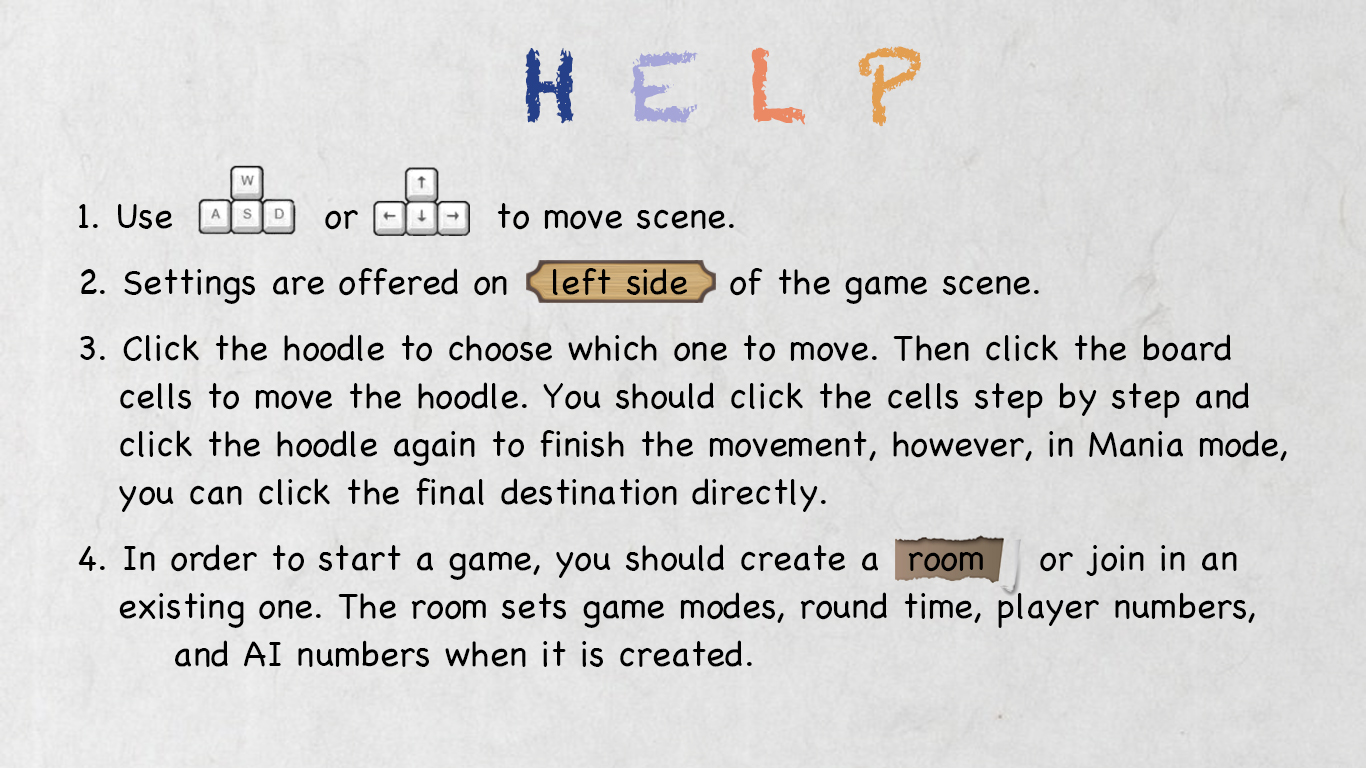 HELP
1. Use W A S D or ↑ ← ↓ → to move scene.
2. Settings are offered on left side of the game scene.
3. Click the hoodle to choose which one to move. Then click the board
cells to move the hoodle. You should click the cells step by step and
click the hoodle again to finish the movement, however, in Mania mode,
you can click the final destination directly.
4. In order to start a game, you should create a room or join in an
existing one. The room sets game modes, round time, player numbers,
and AI numbers when it is created.